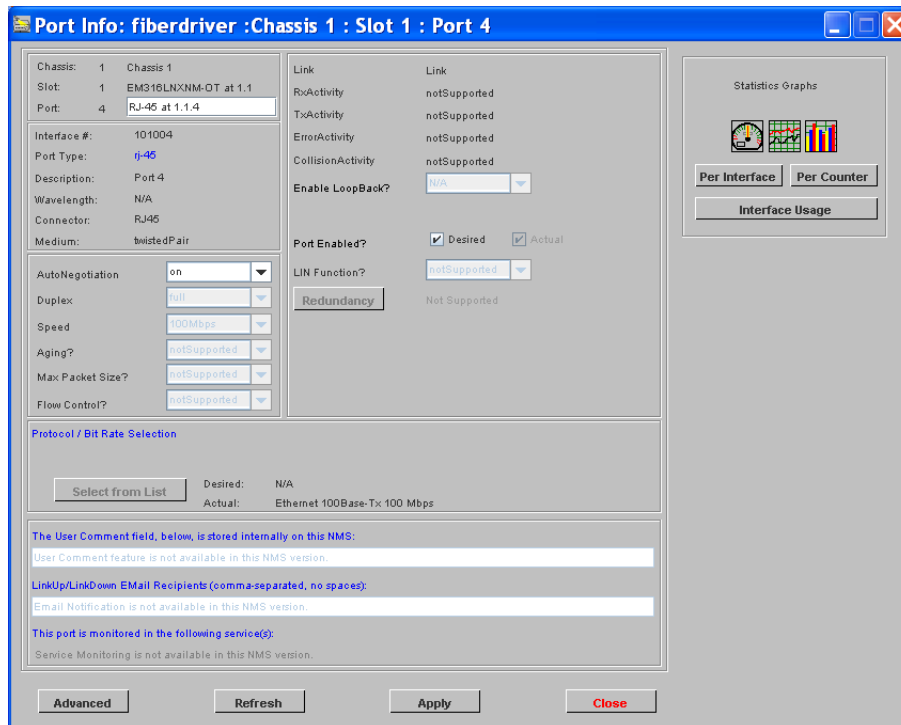 Port Info: fiberdriver :Chassis 1 : Slot 1 : Port 4
Chassis: 1 Chassis 1
Slot: 1 EM316LNXNM-OT at 1.1
Port: 4 RJ-45 at 1.1.4
Interface #: 101004
Port Type: rj-45
Description: Port 4
Wavelength: N/A
Connector: RJ45
Medium: twistedPair
AutoNegotiation on
Duplex full
Speed 100Mbps
Aging? notSupported
Max Packet Size? notSupported
Flow Control? notSupported
Link Link
RxActivity notSupported
TxActivity notSupported
ErrorActivity notSupported
CollisionActivity notSupported
Enable LoopBack? N/A
Port Enabled? Desired Actual
LIN Function? notSupported
Redundancy Not Supported
Statistics Graphs
Per Interface Per Counter
Interface Usage
Protocol / Bit Rate Selection
Select from List
Desired: N/A
Actual: Ethernet 100Base-Tx 100 Mbps
The User Comment field, below, is stored internally on this NMS:
User Comment feature is not available in this NMS version.
LinkUp/LinkDown EMail Recipients (comma-separated, no spaces):
Email Notification is not available in this NMS version.
This port is monitored in the following service(s):
Service Monitoring is not available in this NMS version.
Advanced Refresh Apply Close